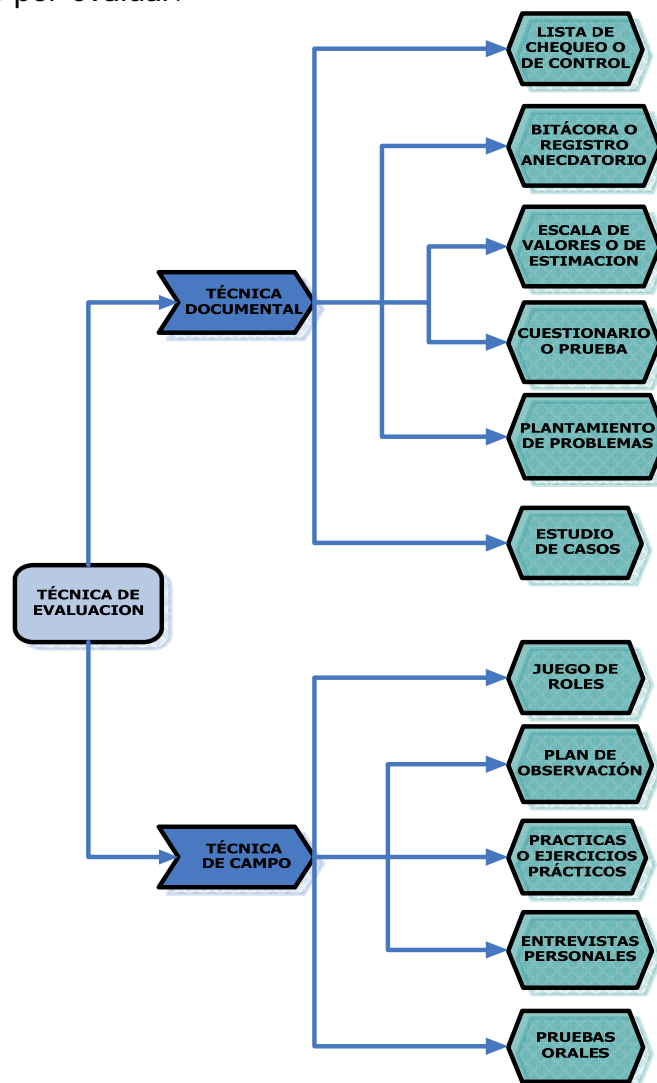 por evaluar.
LISTA DE
CHEQUEO O
DE CONTROL
BITÁCORA O
REGISTRO
ANECDATORIO
ESCALA DE
VALORES O DE
ESTIMACION
TÉCNICA
DOCUMENTAL
CUESTIONARIO
O PRUEBA
PLANTAMIENTO
DE PROBLEMAS
ESTUDIO
DE CASOS
TÉCNICA DE
EVALUACION
JUEGO DE
ROLES
PLAN DE
OBSERVACIÓN
TÉCNICA
DE CAMPO
PRACTICAS
O EJERCICIOS
PRÁCTICOS
ENTREVISTAS
PERSONALES
PRUEBAS
ORALES